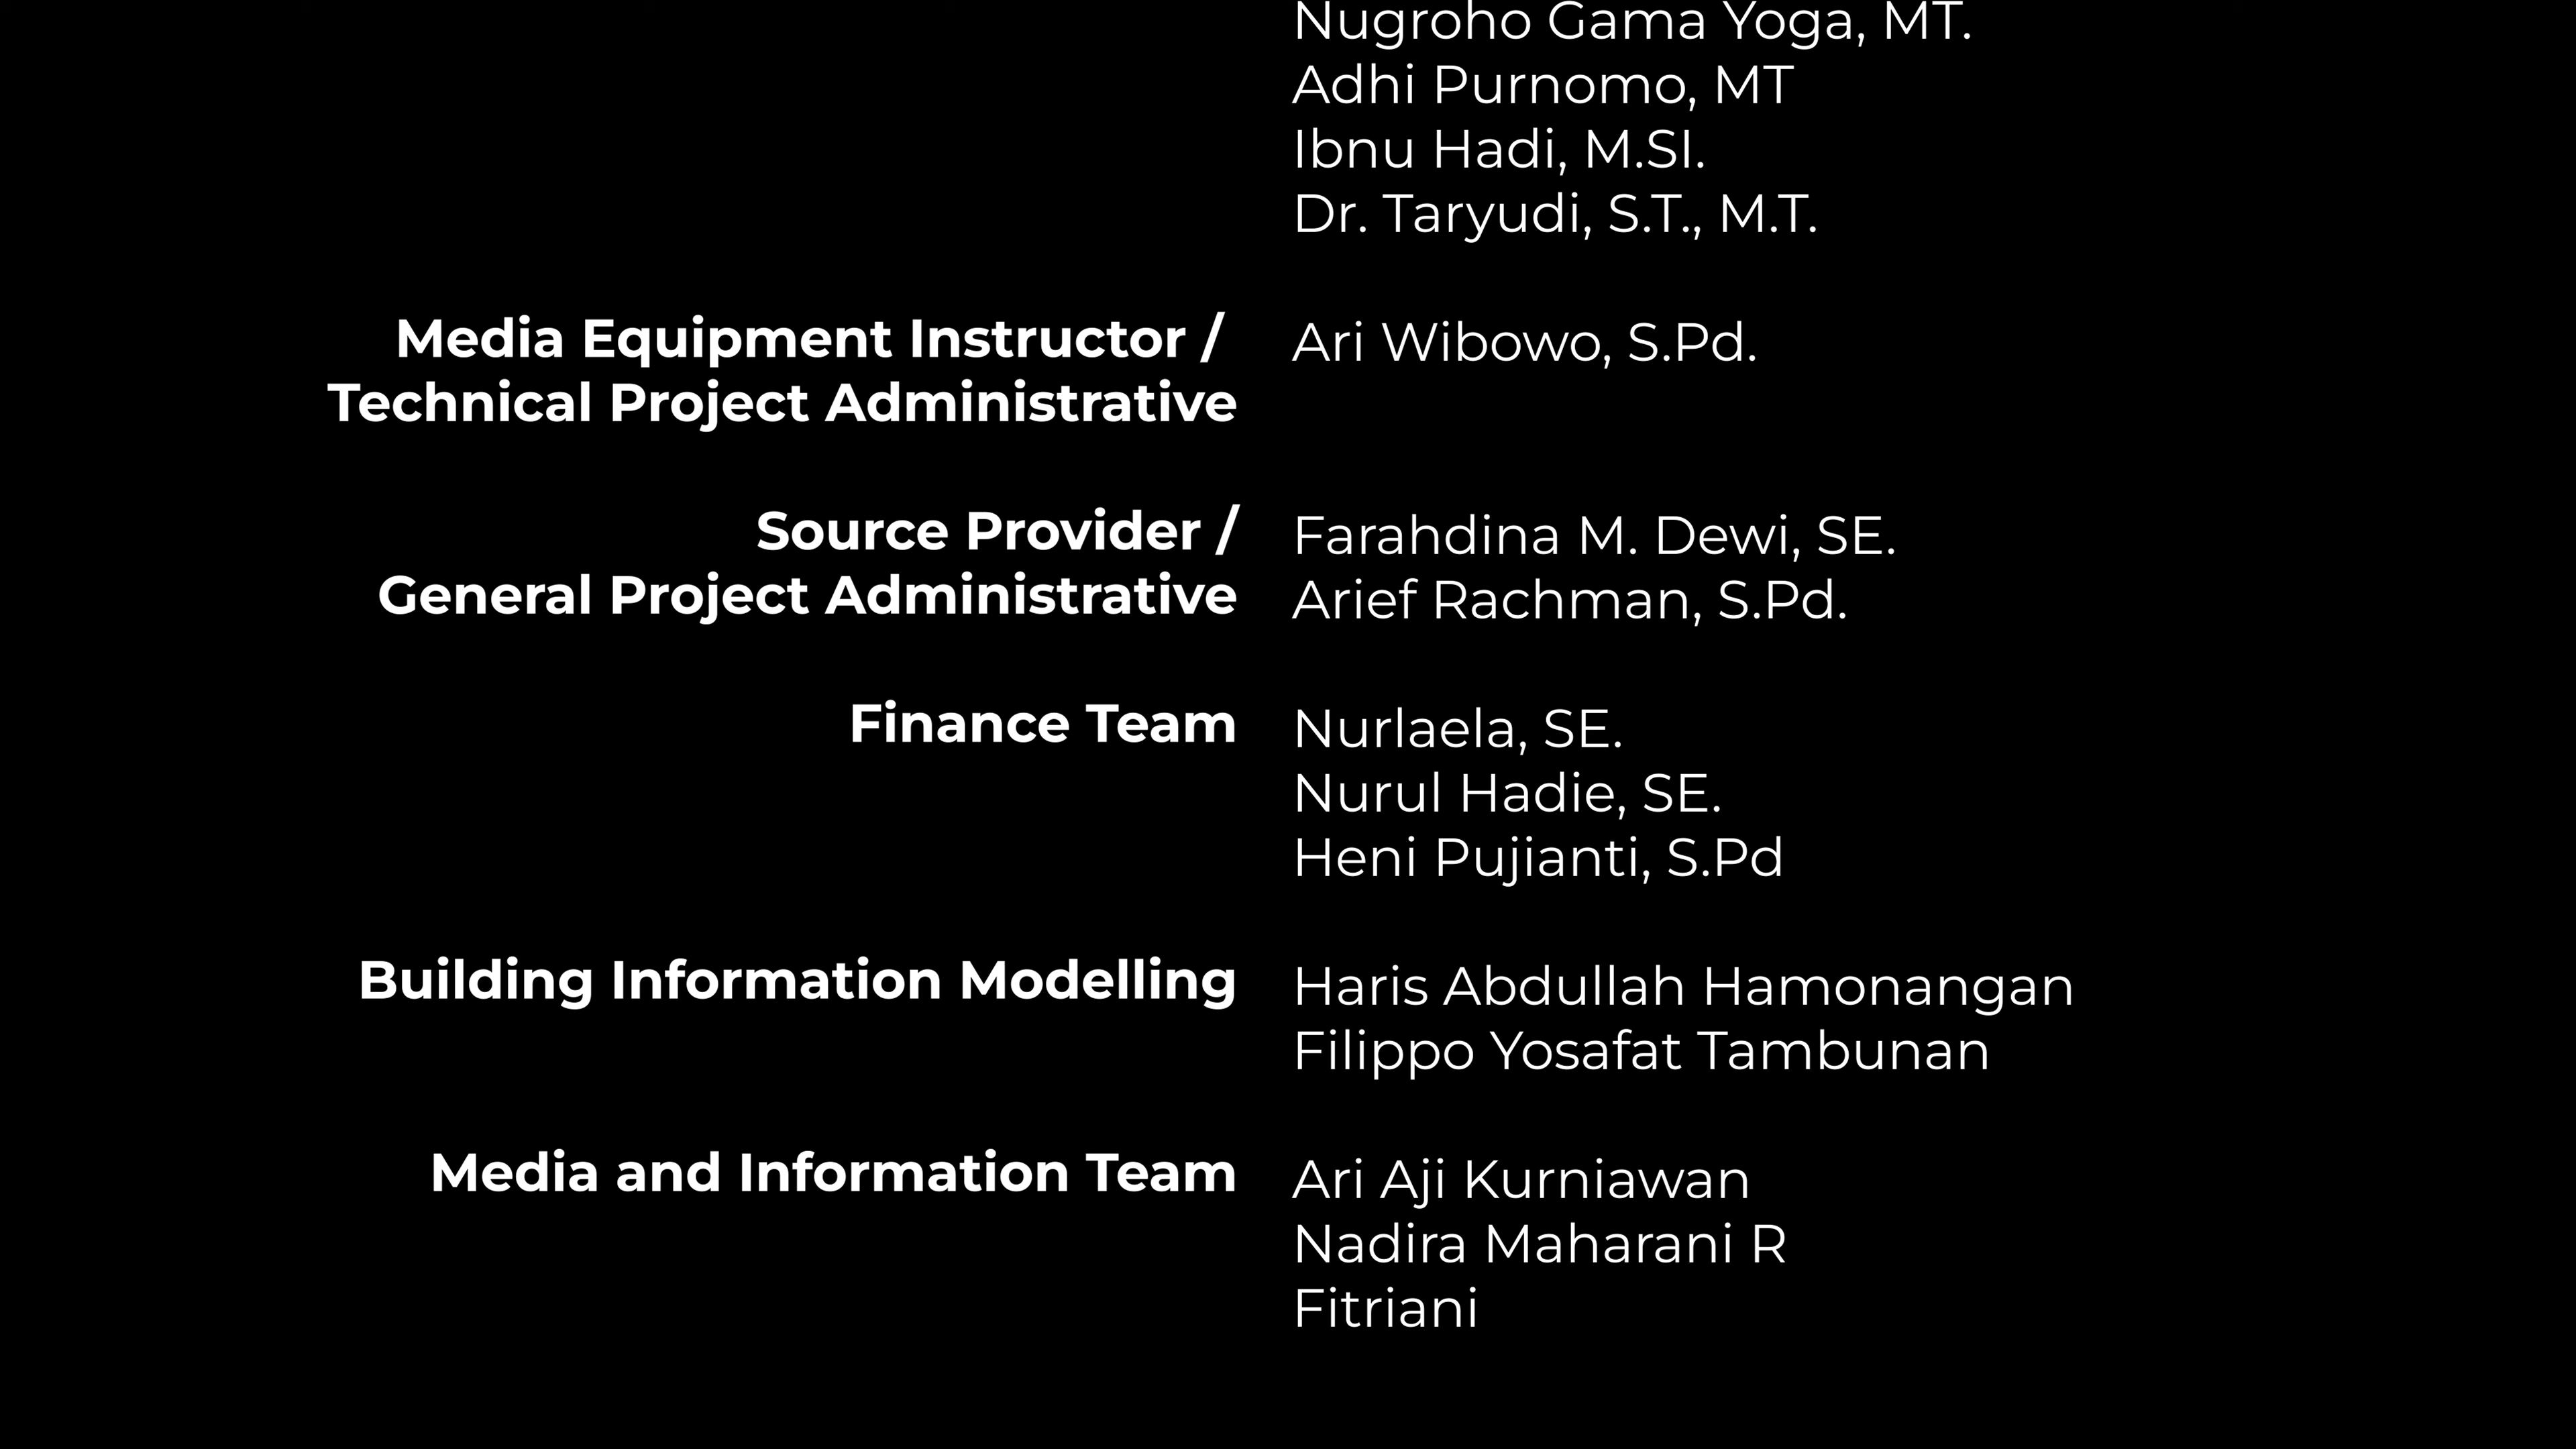 Nugroho Gama Yoga, MT.
Adhi Purnomo, MT
Ibnu Hadi, M.SI.
Dr. Taryudi, S.T., M.T.
Media Equipment Instructor /
Technical Project Administrative
Ari Wibowo, S.Pd.
Source Provider /
General Project Administrative
Farahdina M. Dewi, SE.
Arief Rachman, S.Pd.
Finance Team
Nurlaela, SE.
Nurul Hadie, SE.
Heni Pujianti, S.Pd
Building Information Modelling
Haris Abdullah Hamonangan
Filippo Yosafat Tambunan
Media and Information Team
Ari Aji Kurniawan
Nadira Maharani R
Fitriani